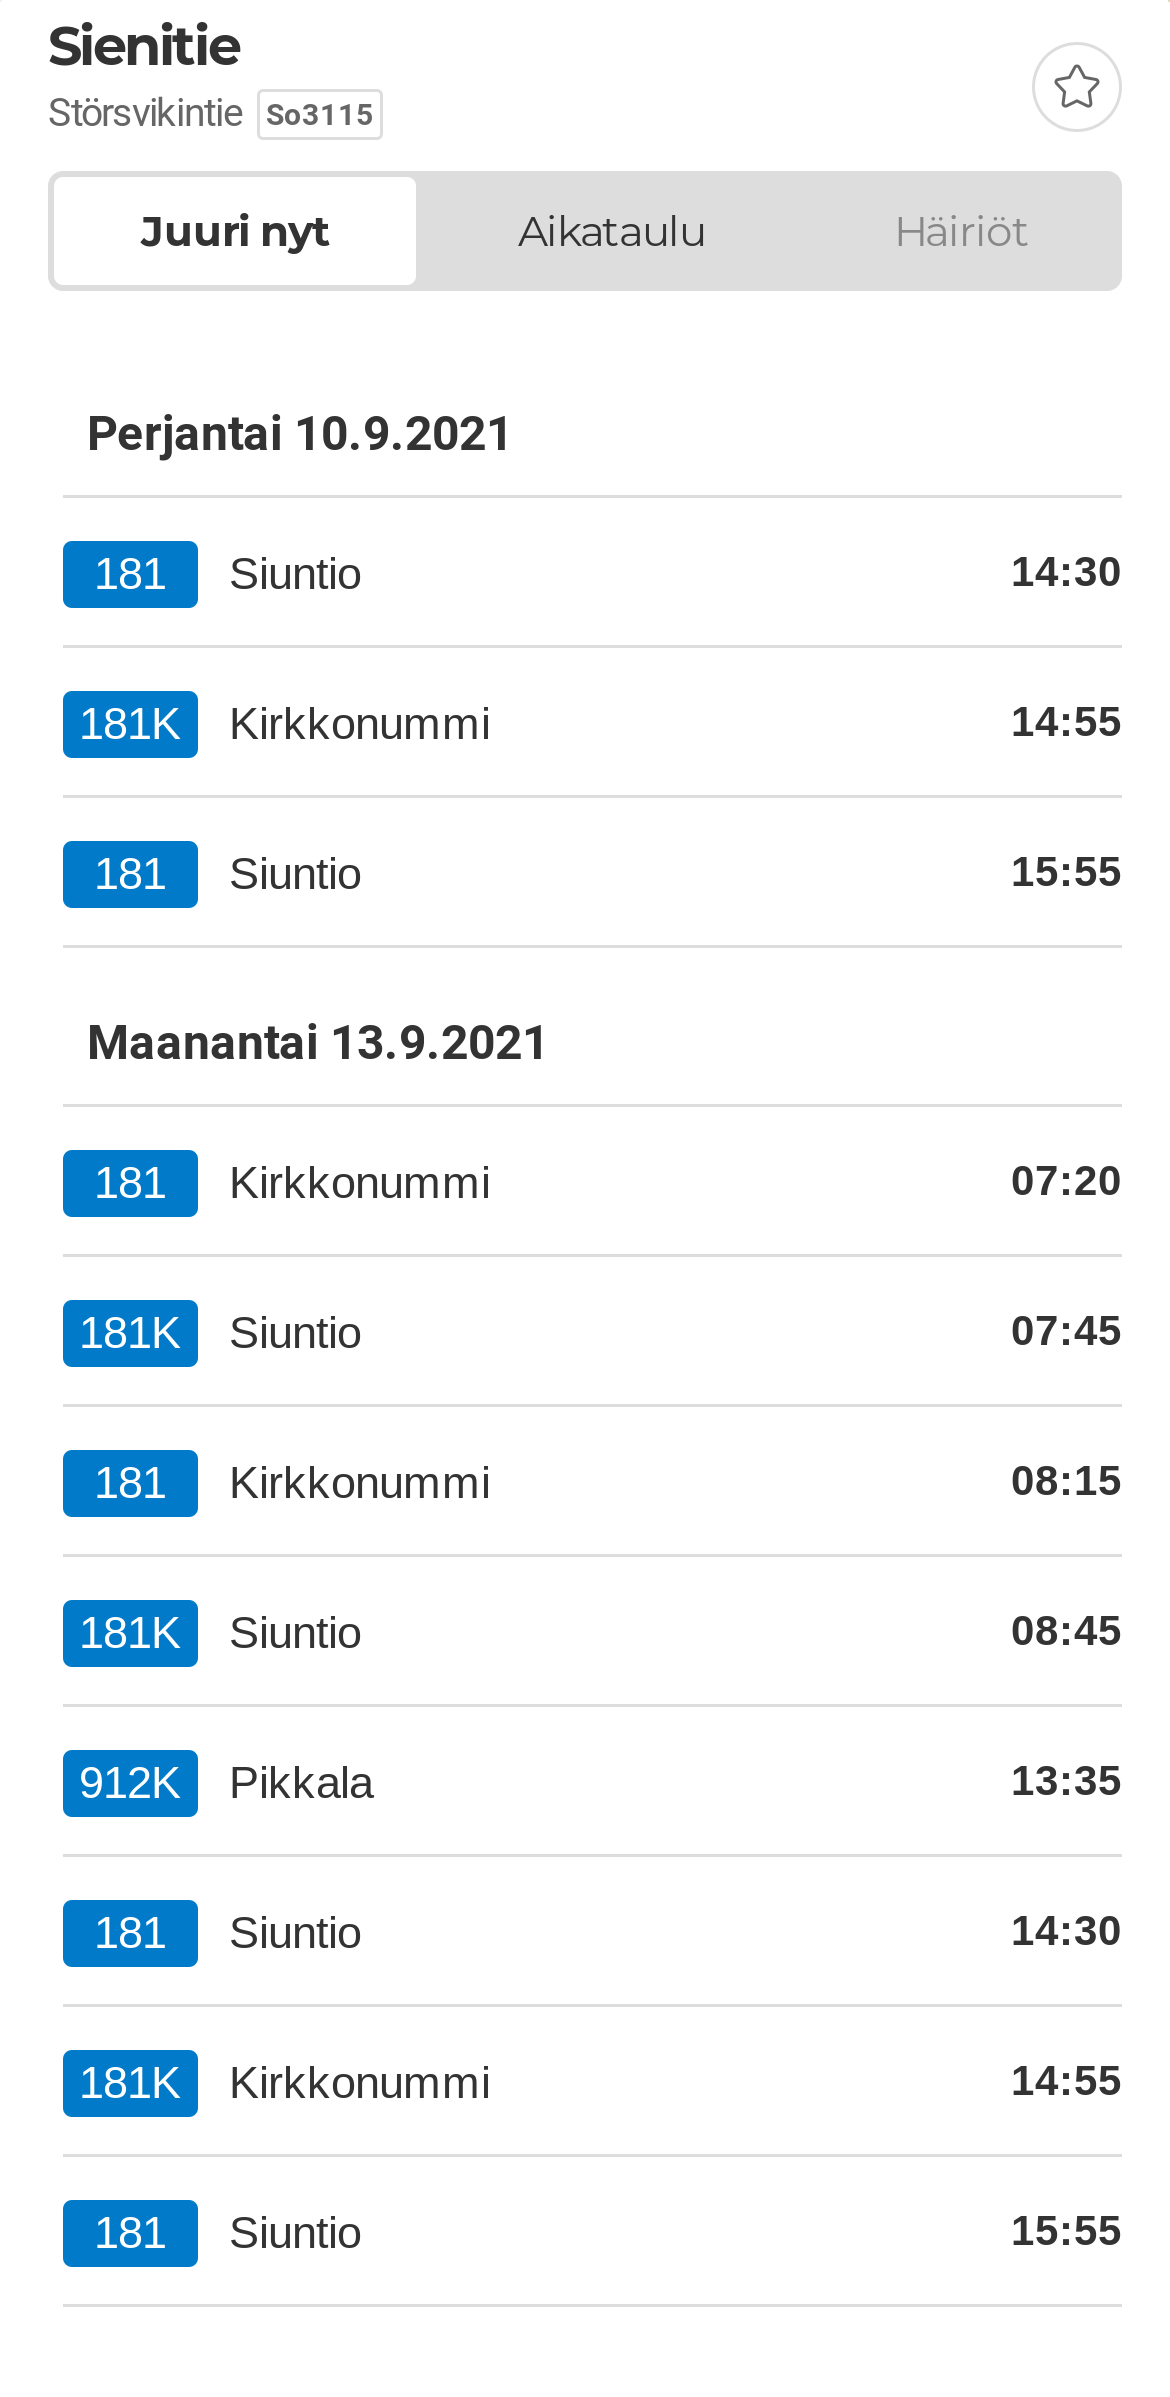 Sienitie
Störsvikintie So3115
Juuri nyt Aikataulu Häiriöt
Perjantai 10.9.2021
181 Siuntio 14:30
181K Kirkkonummi 14:55
181 Siuntio 15:55
Maanantai 13.9.2021
181 Kirkkonummi 07:20
181K Siuntio 07:45
181 Kirkkonummi 08:15
181K Siuntio 08:45
912K Pikkala 13:35
181 Siuntio 14:30
181K Kirkkonummi 14:55
181 Siuntio 15:55